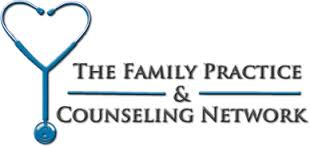 THE FAMILY PRACTICE
&
COUNSELING NETWORK